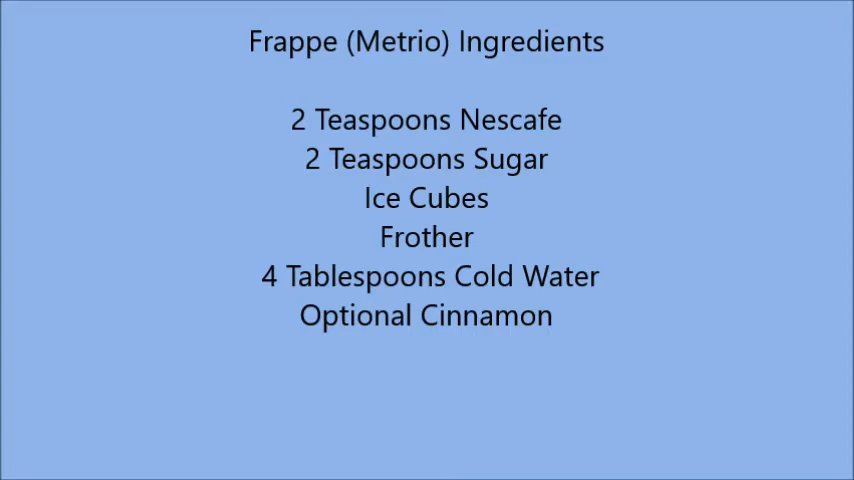 Frappe (Metrio) Ingredients
2 Teaspoons Nescafe
2 Teaspoons Sugar
Ice Cubes
Frother
4 Tablespoons Cold Water
Optional Cinnamon